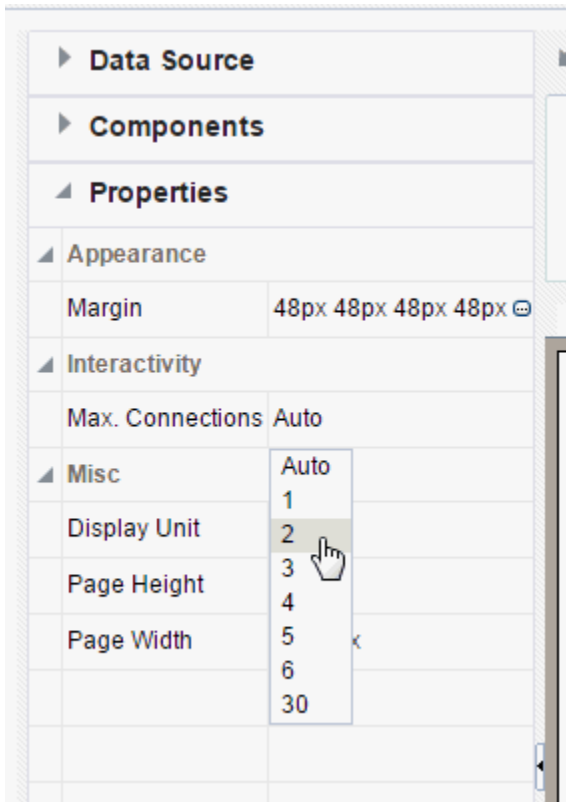 Data Source
Components
Properties
Appearance
Margin 48px 48px 48px 48px
Interactivity
Max. Connections Auto
Misc
Auto
1
Display Unit
2
3
Page Height
4
Page Width
5
x
6
30